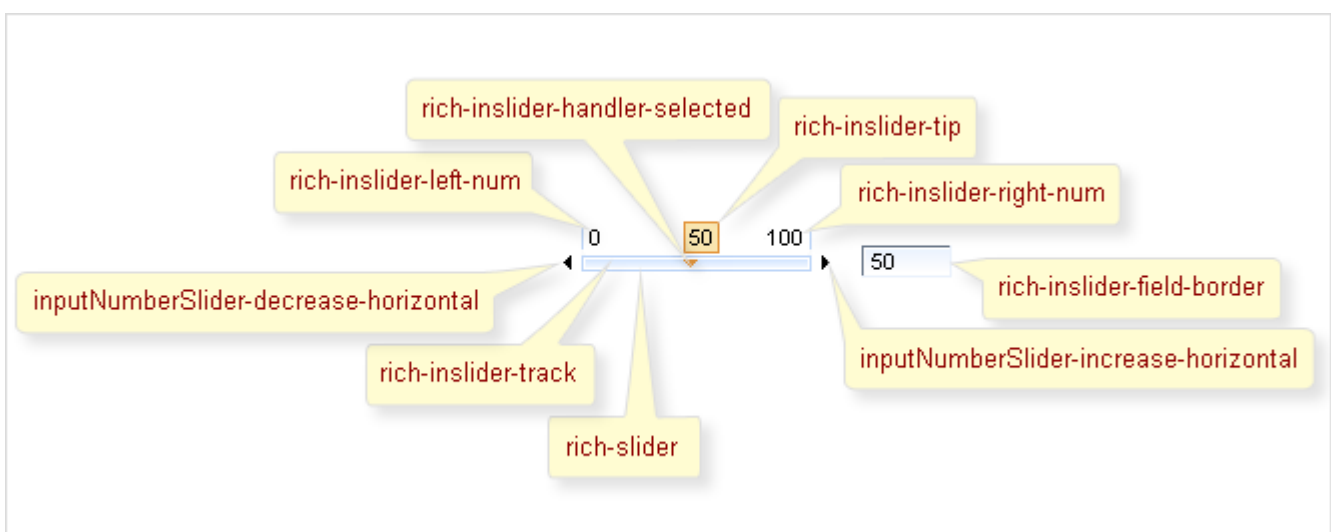 rich-inslider-handler-selected
rich-inslider-tip
rich-inslider-left-num
rich-inslider-right-num
0 50 100
50
inputNumberSlider-decrease-horizontal
rich-inslider-field-border
rich-inslider-track
inputNumberSlider-increase-horizontal
rich-slider